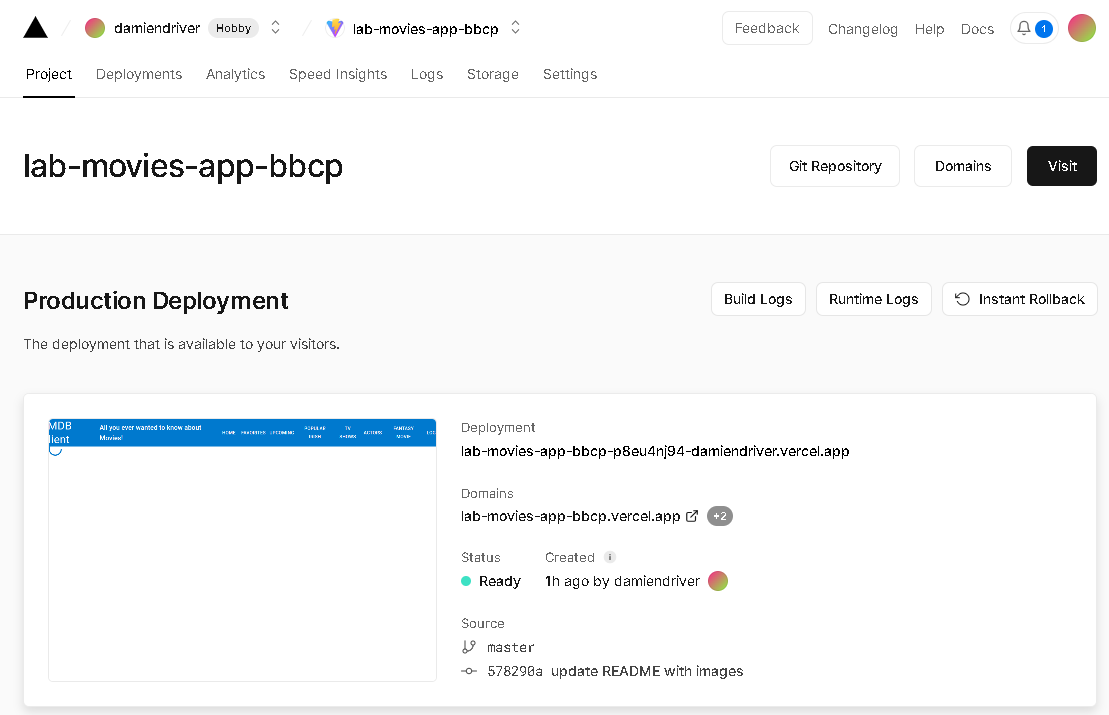 damiendriver Hobby lab-movies-app-bbcp Feedback Changelog Help Docs 1
Project Deployments Analytics Speed Insights Logs Storage Settings
lab-movies-app-bbcp
Git Repository Domains Visit
Production Deployment
Build Logs Runtime Logs Instant Rollback
The deployment that is available to your visitors.
MDB
lient
All you ever wanted to know about
Movies!
HOME FAVORITES UPCOMING
POPULAR
TV
SHOWS
ACTORS
FANTASY
MOVIE
LOG
Deployment
lab-movies-app-bbcp-p8eu4nj94-damiendriver.vercel.app
Domains
lab-movies-app-bbcp.vercel.app +2
Status Created
Ready 1h ago by damiendriver
Source
master
578290a update README with images